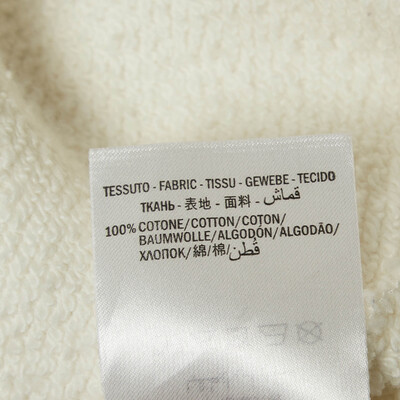 TESSUTO - FABRIC - TISSU - GEWEBE - TECIDO
ТКАНЬ - 表地 - 面料 - قماش
100% COTONE/COTTON/COTON/
BAUMWOLLE/ALGODÓN/ALGODÃO/
ХЛОПОК/綿/棉/قُطن